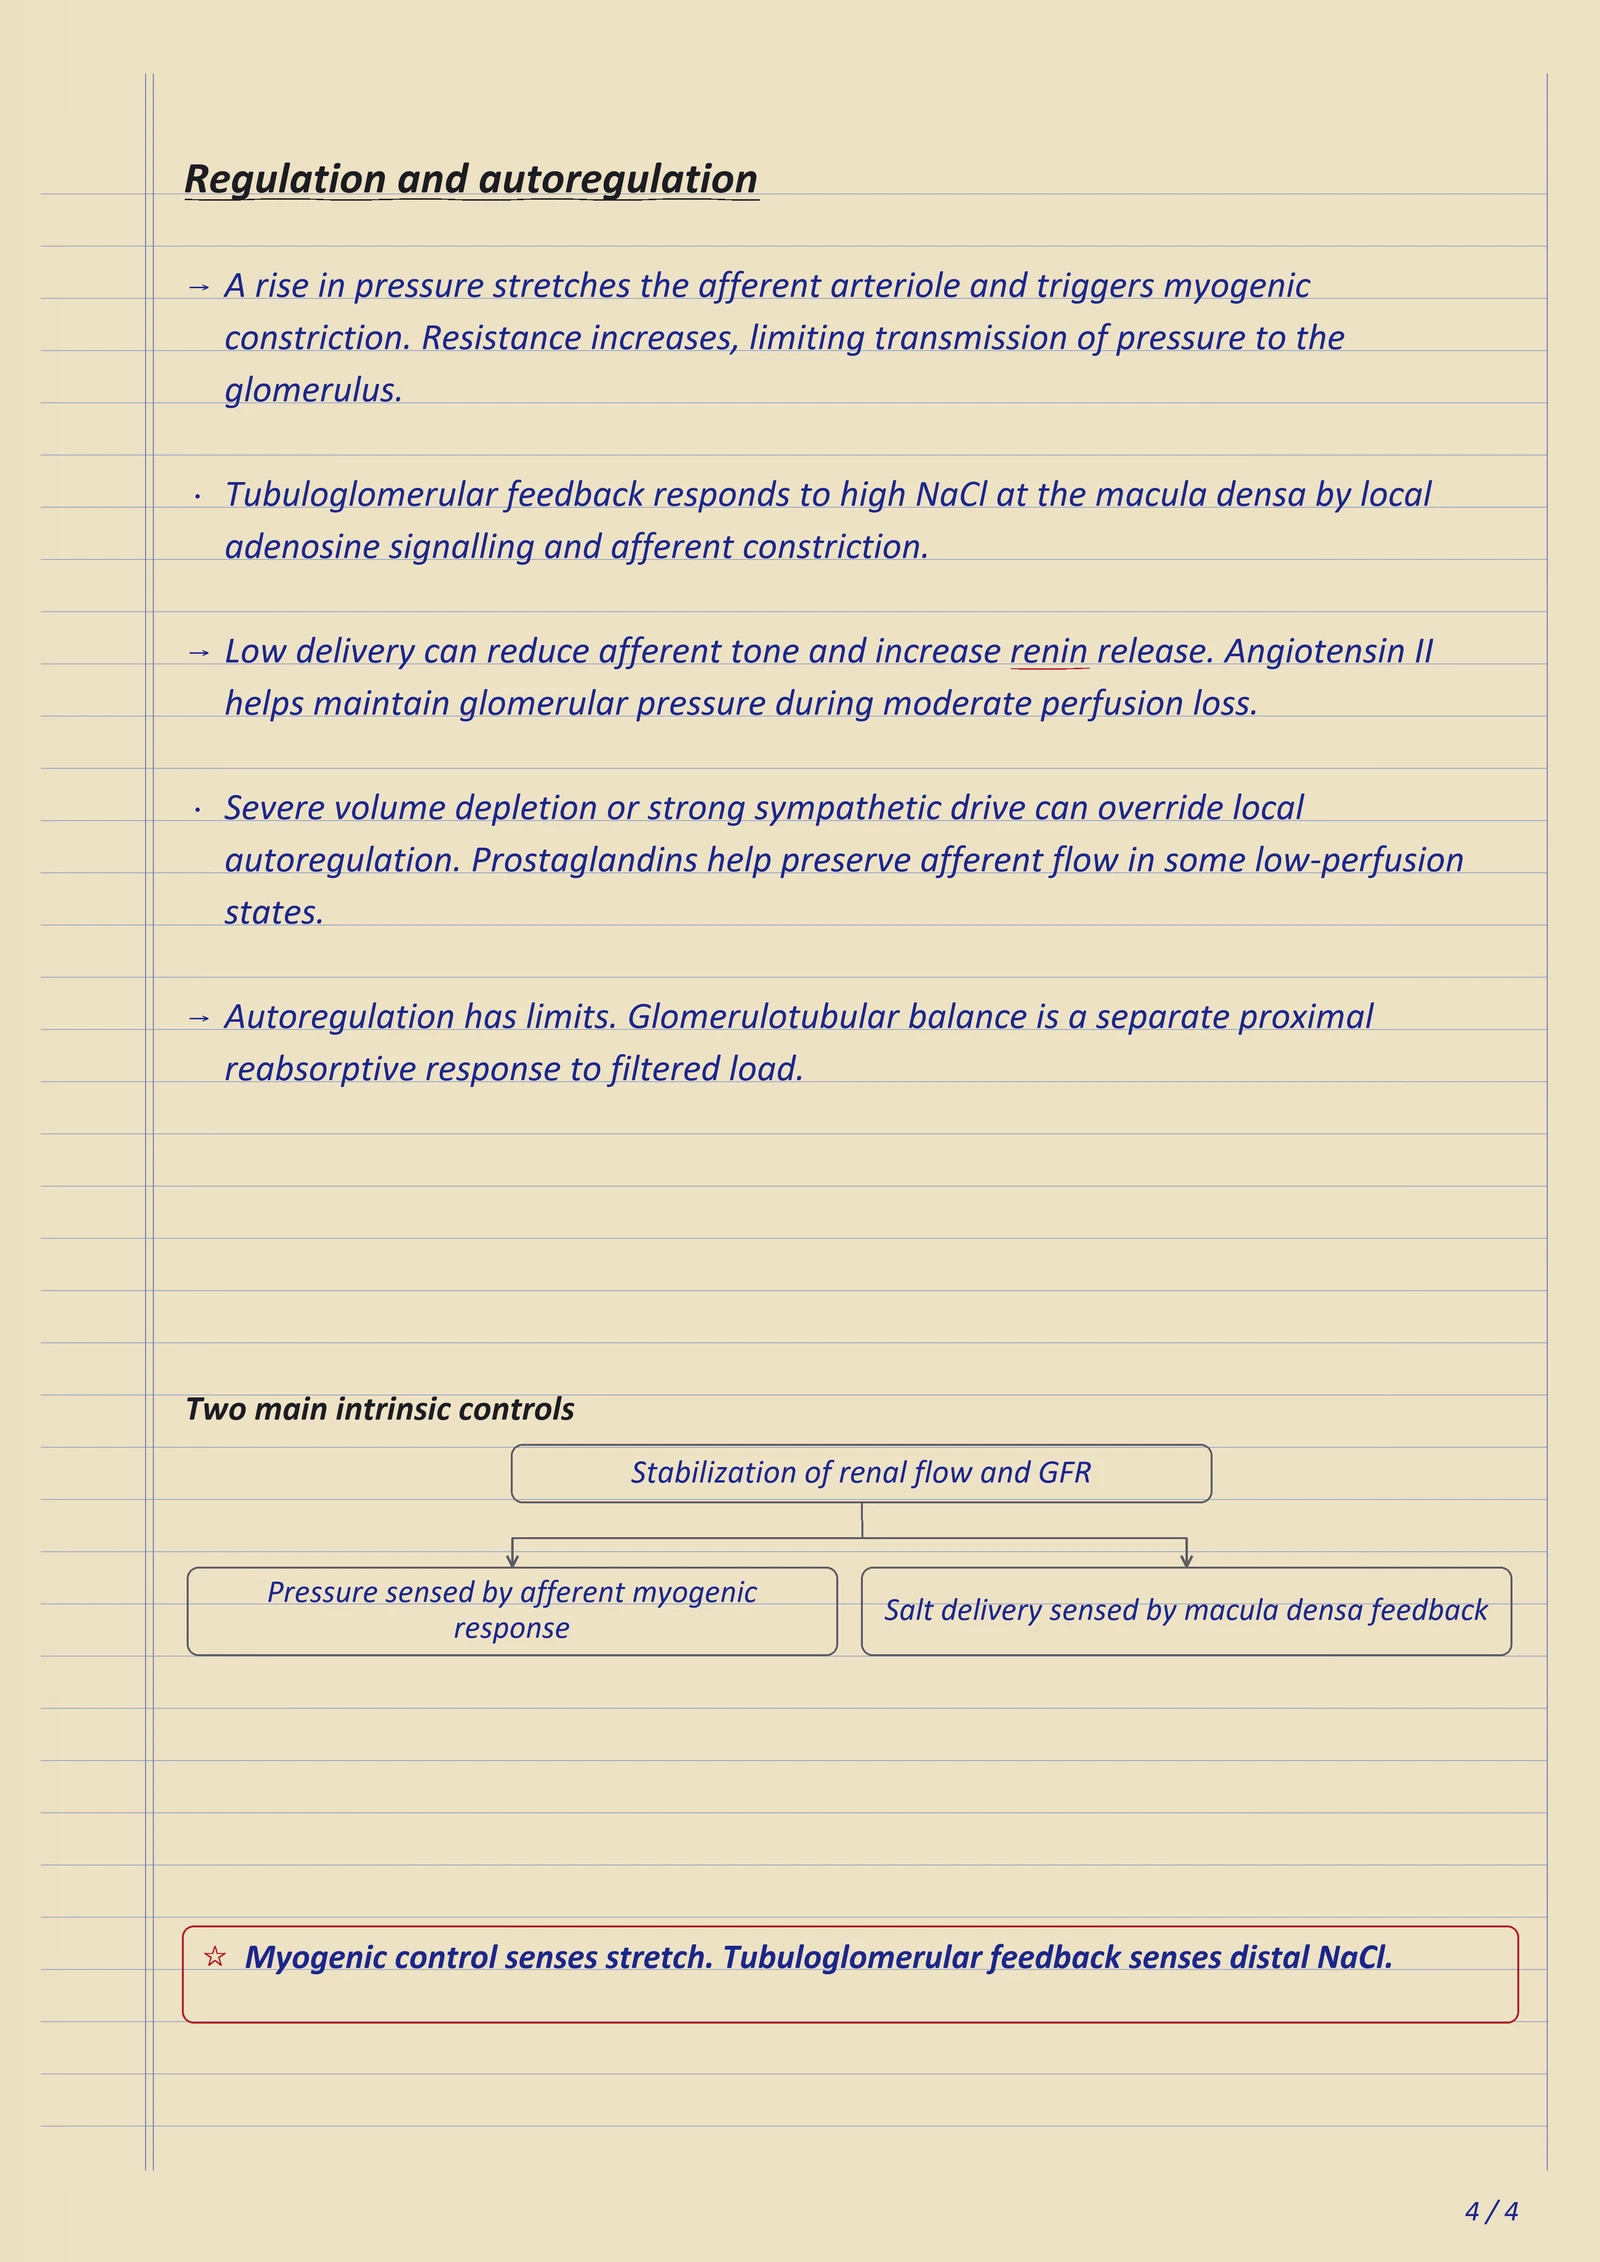 Regulation and autoregulation
→ A rise in pressure stretches the afferent arteriole and triggers myogenic
constriction. Resistance increases, limiting transmission of pressure to the
glomerulus.
· Tubuloglomerular feedback responds to high NaCl at the macula densa by local
adenosine signalling and afferent constriction.
→ Low delivery can reduce afferent tone and increase renin release. Angiotensin II
helps maintain glomerular pressure during moderate perfusion loss.
· Severe volume depletion or strong sympathetic drive can override local
autoregulation. Prostaglandins help preserve afferent flow in some low-perfusion
states.
→ Autoregulation has limits. Glomerulotubular balance is a separate proximal
reabsorptive response to filtered load.
Two main intrinsic controls
Stabilization of renal flow and GFR
Pressure sensed by afferent myogenic
response
Salt delivery sensed by macula densa feedback
☆ Myogenic control senses stretch. Tubuloglomerular feedback senses distal NaCl.
4 / 4